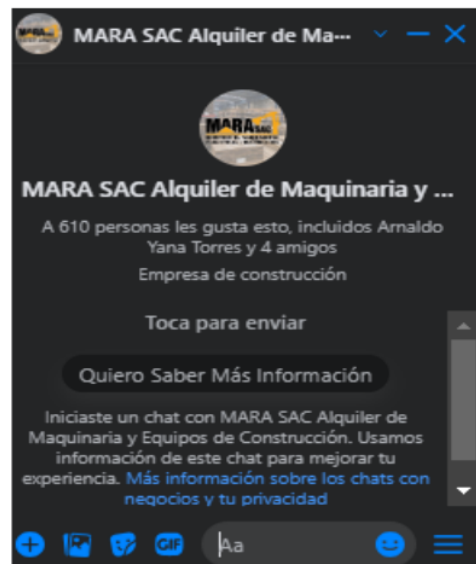 MARA SAC Alquiler de Ma...
MARA SAC
MARA SAC Alquiler de Maquinaria y ...
A 610 personas les gusta esto, incluidos Arnaldo
Yana Torres y 4 amigos
Empresa de construcción
Toca para enviar
Quiero Saber Más Información
Iniciaste un chat con MARA SAC Alquiler de
Maquinaria y Equipos de Construcción. Usamos
información de este chat para mejorar tu
experiencia. Más información sobre los chats con
negocios y tu privacidad
GIF
Aa